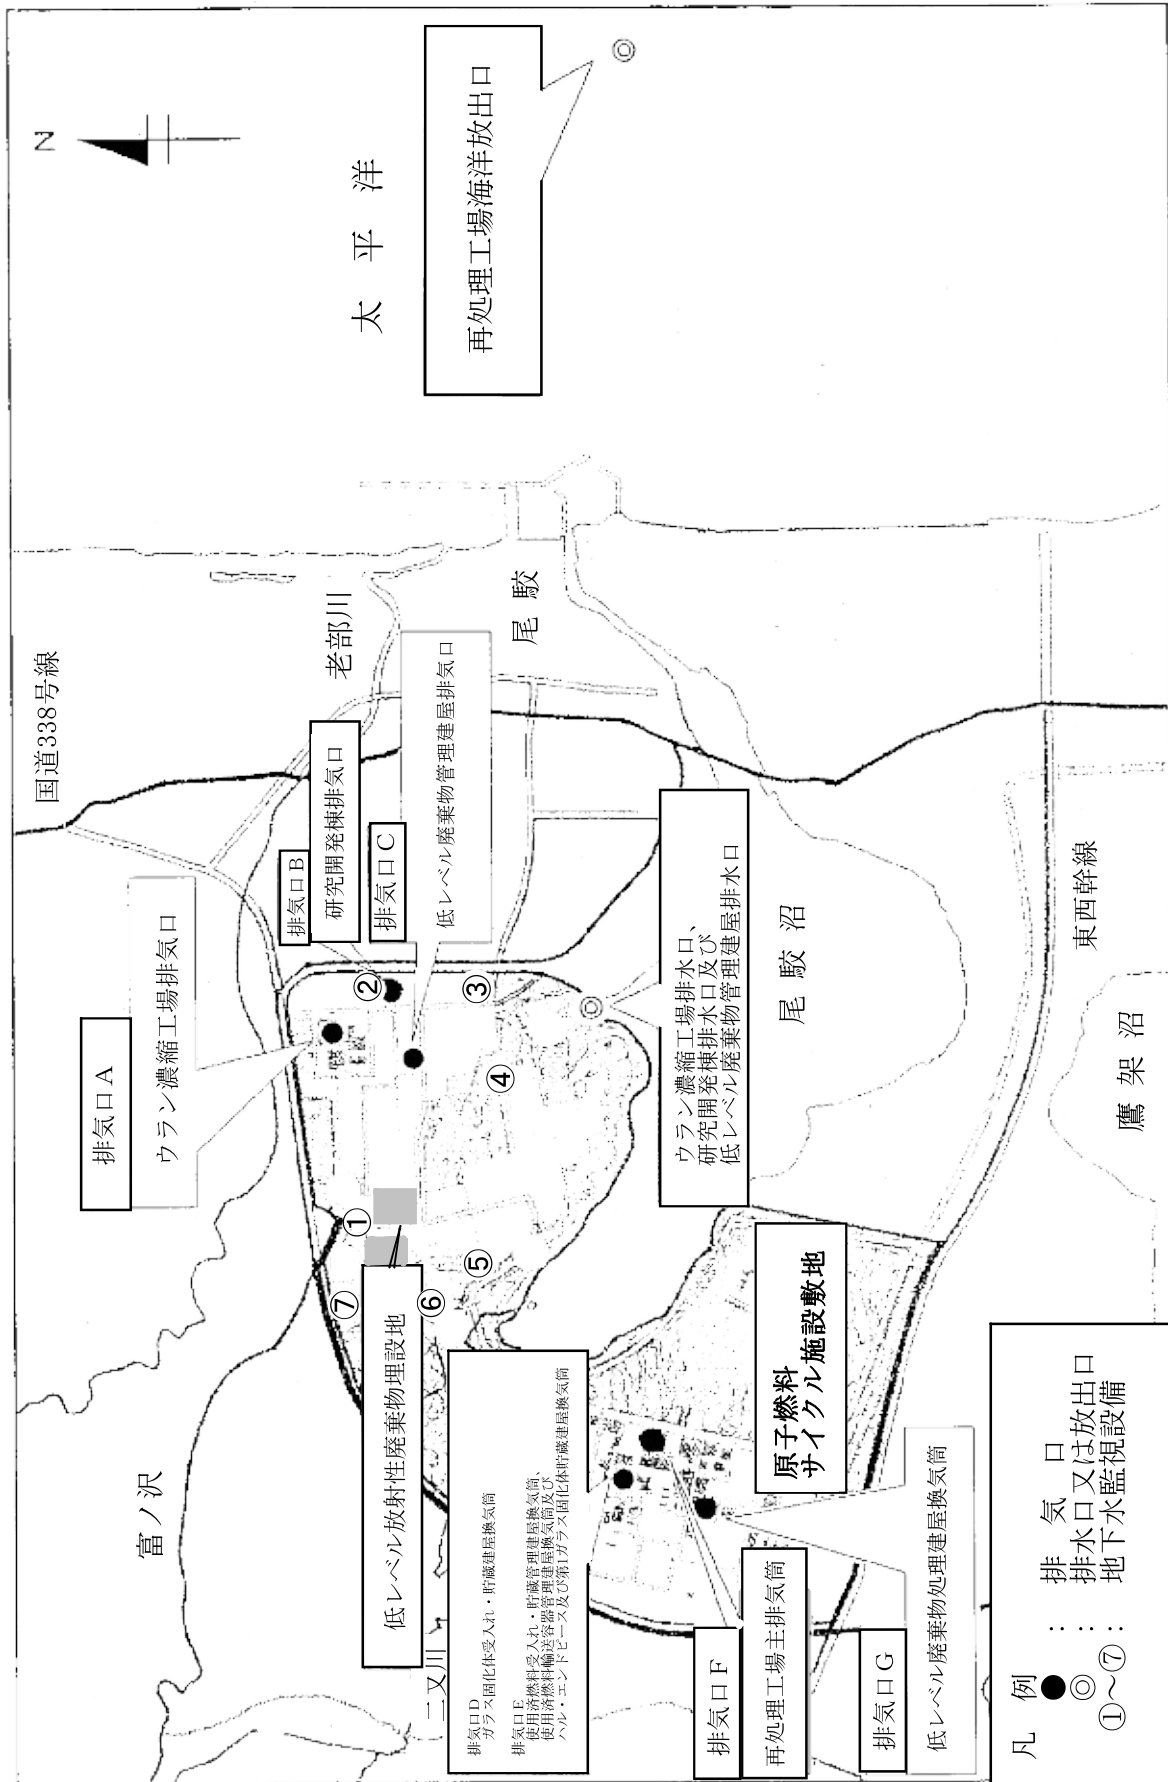 N
国道338号線
太平洋
再処理工場海洋放出口
老部川
尾駮
排気口A
ウラン濃縮工場排気口
排気口B
研究開発棟排気口
排気口C
低レベル廃棄物管理建屋排気口
富ノ沢
①
②
③
④
⑤
⑥
⑦
低レベル放射性廃棄物埋設地
ウラン濃縮工場排水口、
研究開発棟排水口及び
低レベル廃棄物管理建屋排水口
尾駮沼
二又川
排気口D
ガラス固化体受入れ・貯蔵建屋換気筒
排気口E
使用済燃料受入れ・貯蔵管理建屋換気筒、
使用済燃料輸送容器管理建屋換気筒及び
ハル・エンドピース及び第1ガラス固化体貯蔵建屋換気筒
原子燃料
サイクル施設敷地
東西幹線
鷹架沼
排気口F
再処理工場主排気筒
排気口G
低レベル廃棄物処理建屋換気筒
凡例
● : 排気口
◎ : 排水口又は放出口
①～⑦ : 地下水監視設備